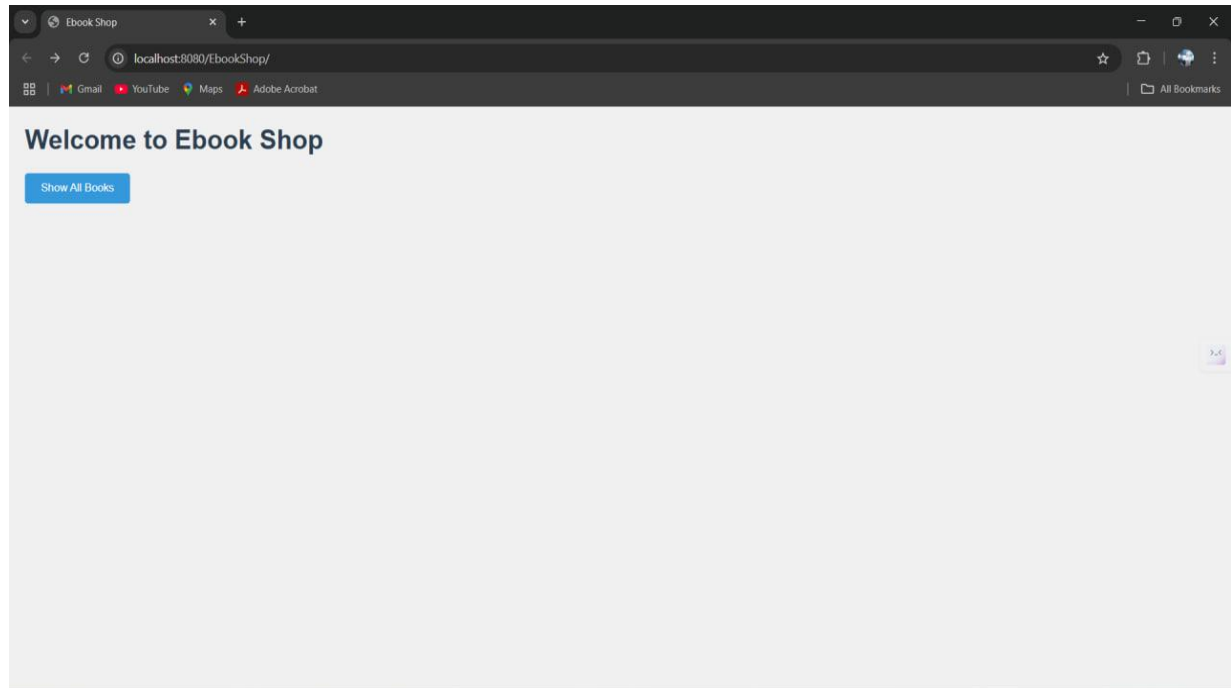 Ebook Shop
localhost:8080/EbookShop/
Gmail YouTube Maps Adobe Acrobat All Bookmarks
Welcome to Ebook Shop
Show All Books